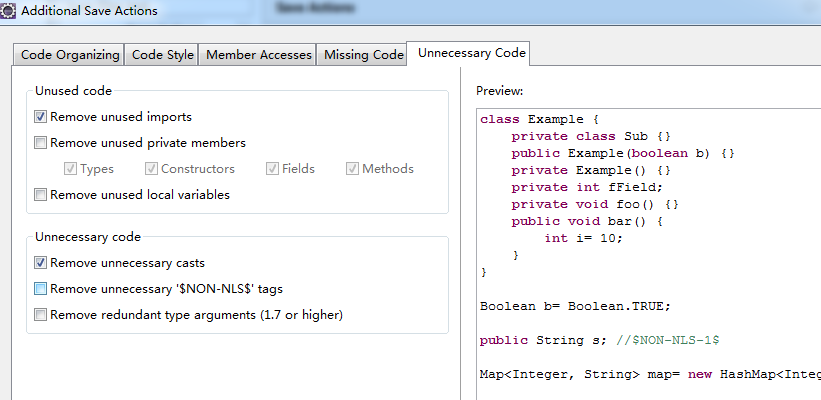 Save Actions
Additional Save Actions
Code Organizing Code Style Member Accesses Missing Code Unnecessary Code
Unused code
Remove unused imports
Remove unused private members
Types Constructors Fields Methods
Remove unused local variables
Unnecessary code
Remove unnecessary casts
Remove unnecessary '$NON-NLS$' tags
Remove redundant type arguments (1.7 or higher)
Preview:
class Example {
    private class Sub {}
    public Example(boolean b) {}
    private Example() {}
    private int fField;
    private void foo() {}
    public void bar() {
        int i= 10;
    }
}
Boolean b= Boolean.TRUE;
public String s; //$NON-NLS-1$
Map<Integer, String> map= new HashMap<Integ